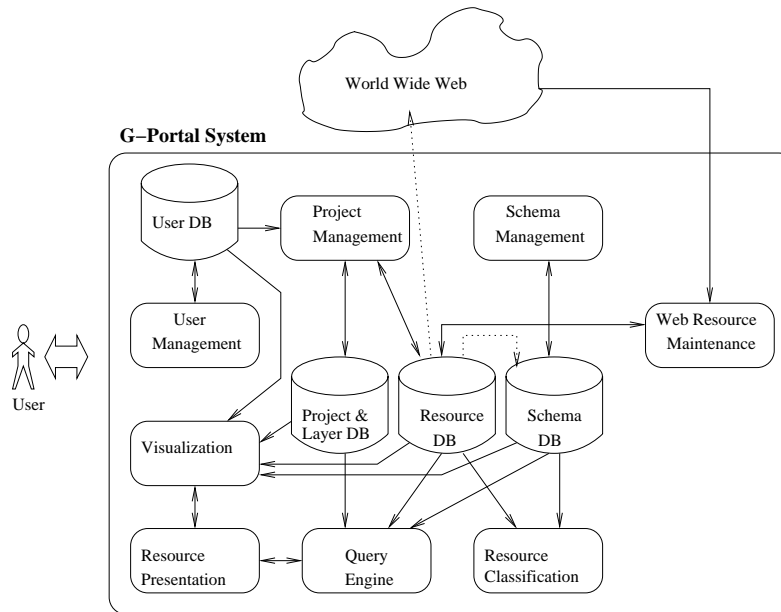 World Wide Web
G−Portal System
User DB
Project
Management
Schema
Management
User
Management
Web Resource
Maintenance
User
Project &
Layer DB
Resource
DB
Schema
DB
Visualization
Resource
Presentation
Query
Engine
Resource
Classification